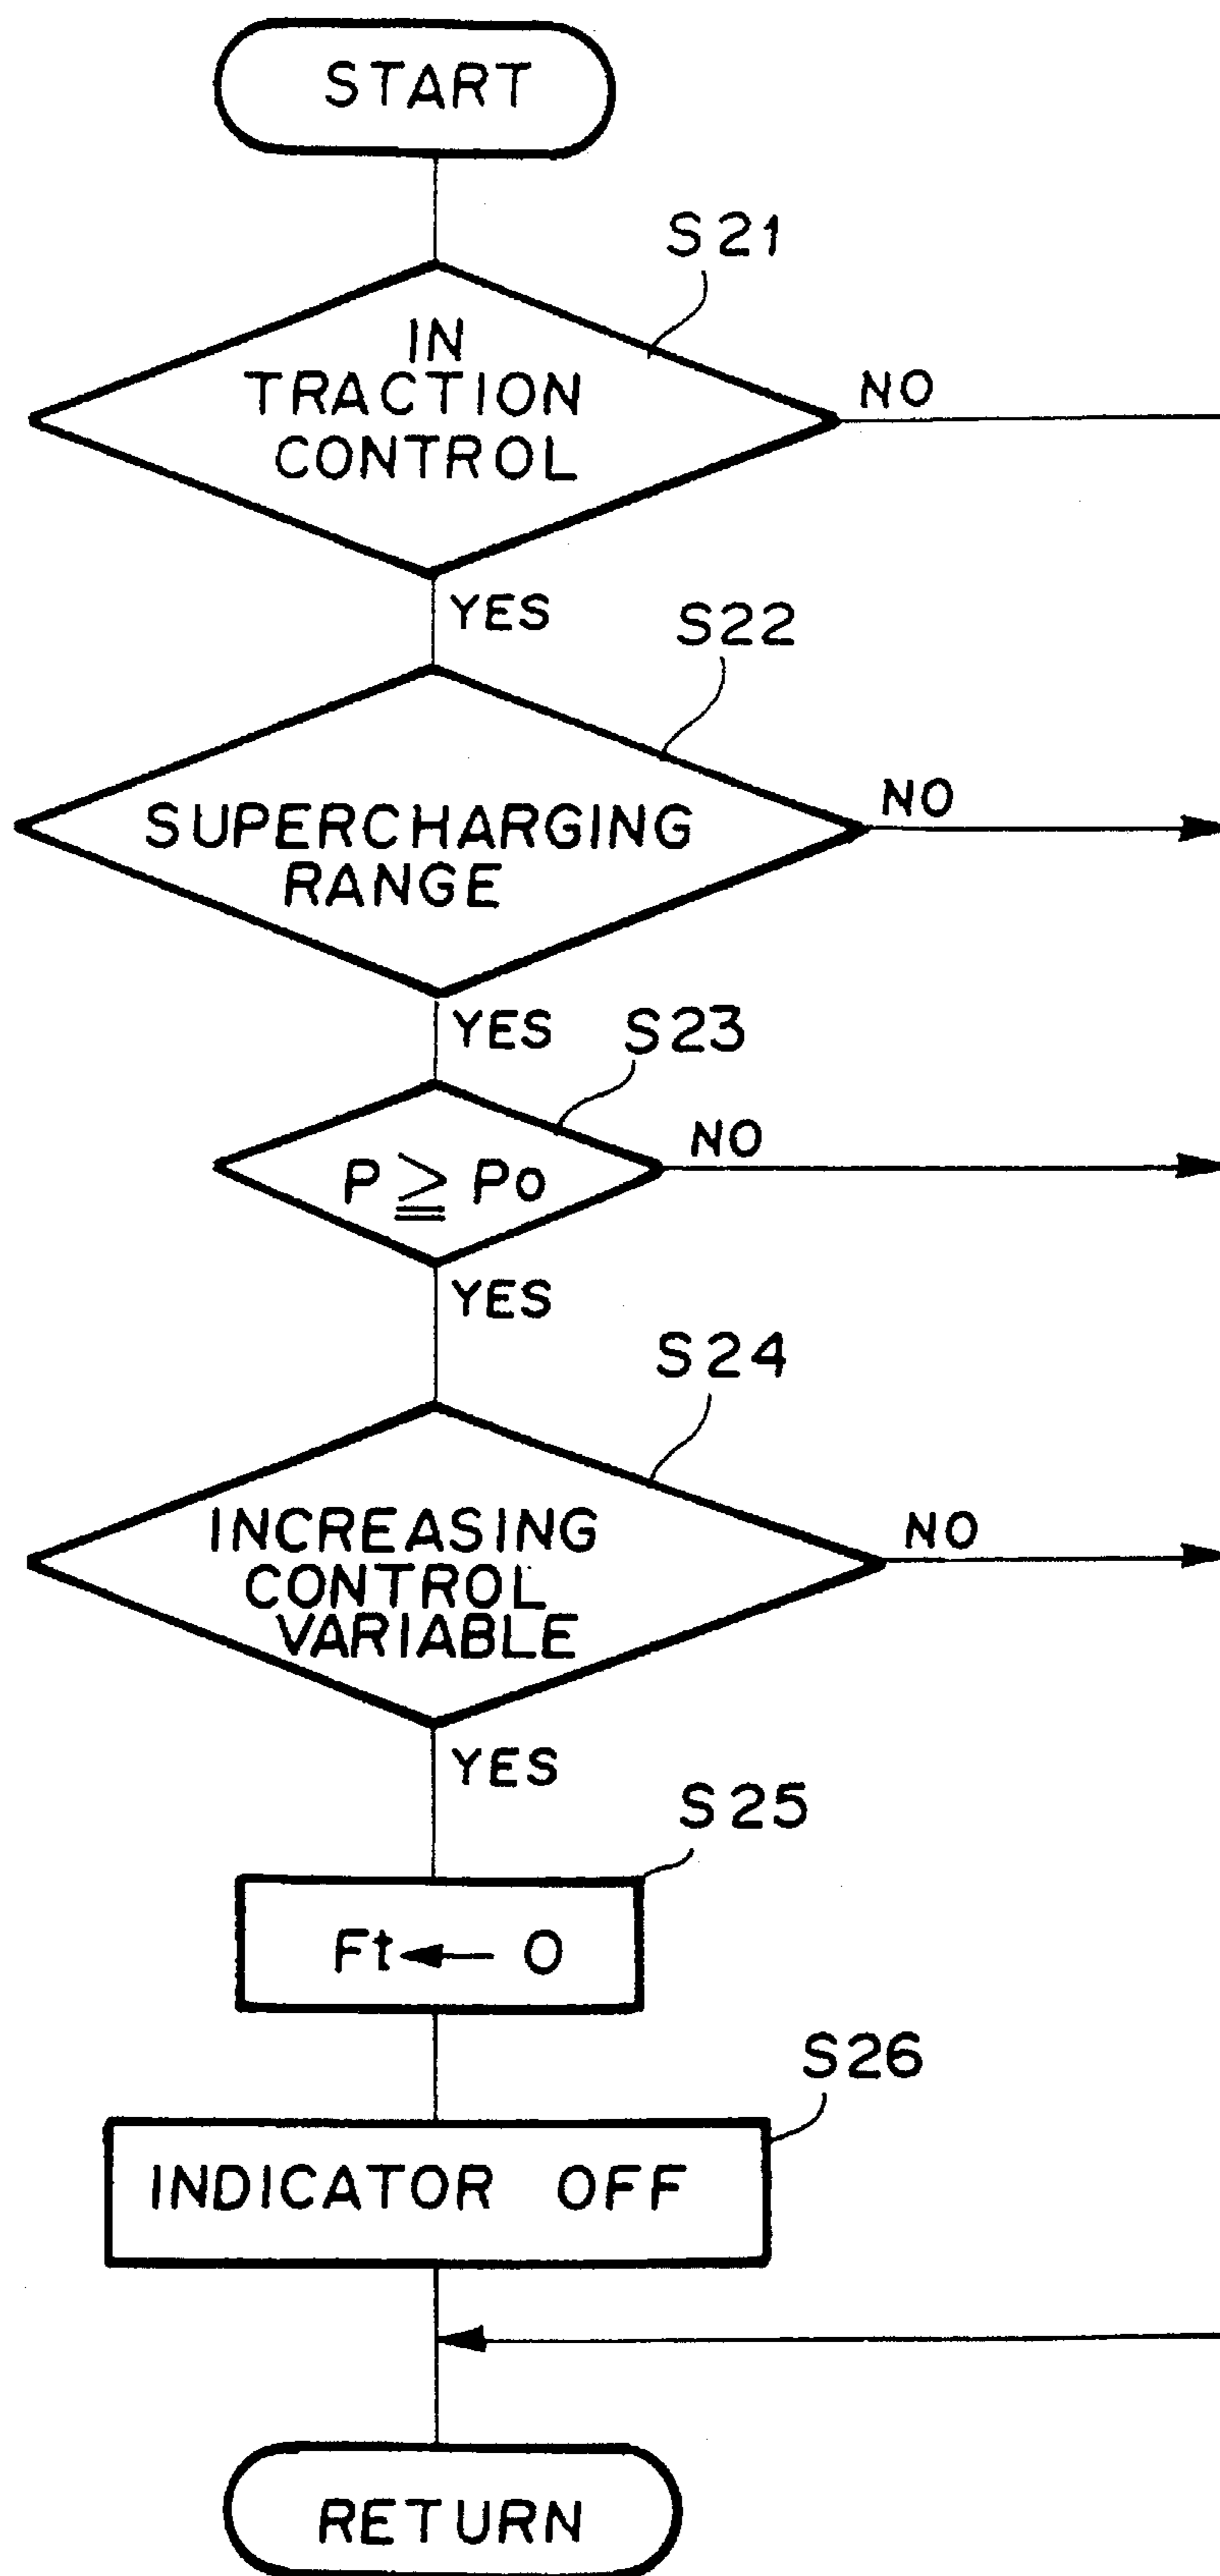 START
S21
IN
TRACTION
CONTROL
NO
YES
S22
SUPERCHARGING
RANGE
NO
YES
S23
P ≧ Po
NO
YES
S24
INCREASING
CONTROL
VARIABLE
NO
YES
S25
Ft ← 0
S26
INDICATOR OFF
RETURN